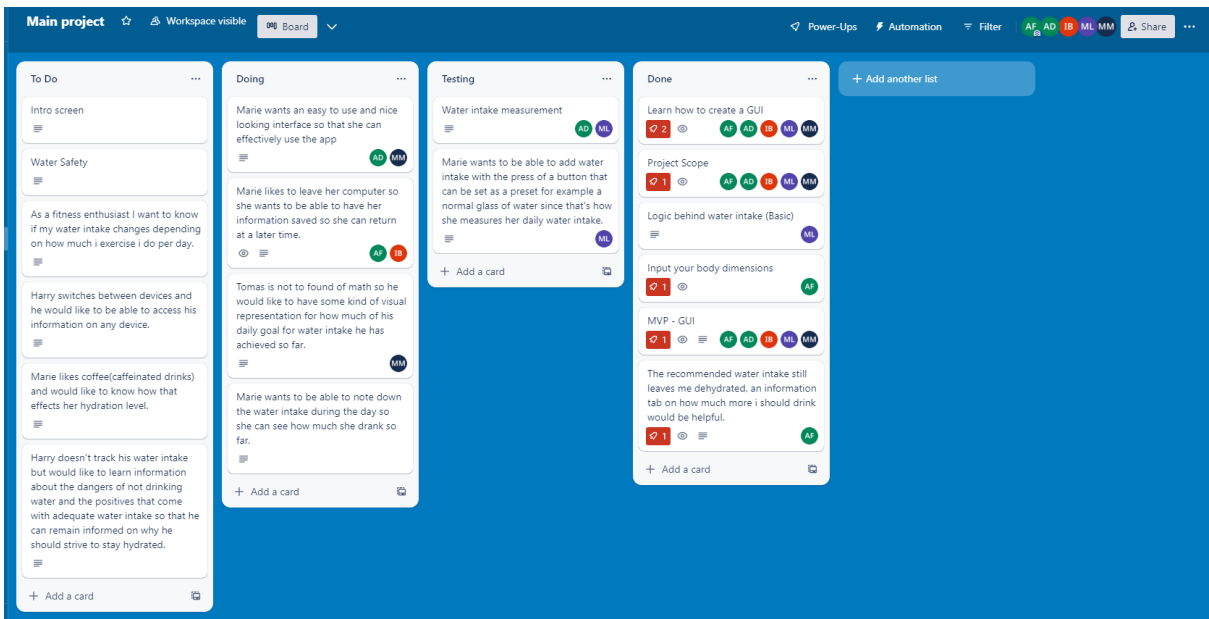 Main project
Workspace visible
Board
Power-Ups
Automation
Filter
AF
AD
IB
ML
MM
Share
To Do
Intro screen
Water Safety
As a fitness enthusiast I want to know
if my water intake changes depending
on how much i exercise i do per day.
Harry switches between devices and
he would like to be able to access his
information on any device.
Marie likes coffee(caffeinated drinks)
and would like to know how that
effects her hydration level.
Harry doesn't track his water intake
but would like to learn information
about the dangers of not drinking
water and the positives that come
with adequate water intake so that he
can remain informed on why he
should strive to stay hydrated.
+ Add a card
Doing
Marie wants an easy to use and nice
looking interface so that she can
effectively use the app
AD MM
Marie likes to leave her computer so
she wants to be able to have her
information saved so she can return
at a later time.
AF IB
Tomas is not to found of math so he
would like to have some kind of visual
representation for how much of his
daily goal for water intake he has
achieved so far.
MM
Marie wants to be able to note down
the water intake during the day so
she can see how much she drank so
far.
+ Add a card
Testing
Water intake measurement
AD ML
Marie wants to be able to add water
intake with the press of a button that
can be set as a preset for example a
normal glass of water since that's how
she measures her daily water intake.
ML
+ Add a card
Done
Learn how to create a GUI
2 AF AD IB ML MM
Project Scope
1 AF AD IB ML MM
Logic behind water intake (Basic)
ML
Input your body dimensions
1 AF
MVP - GUI
1 AF AD IB ML MM
The recommended water intake still
leaves me dehydrated, an information
tab on how much more i should drink
would be helpful.
1 AF
+ Add a card
+ Add another list